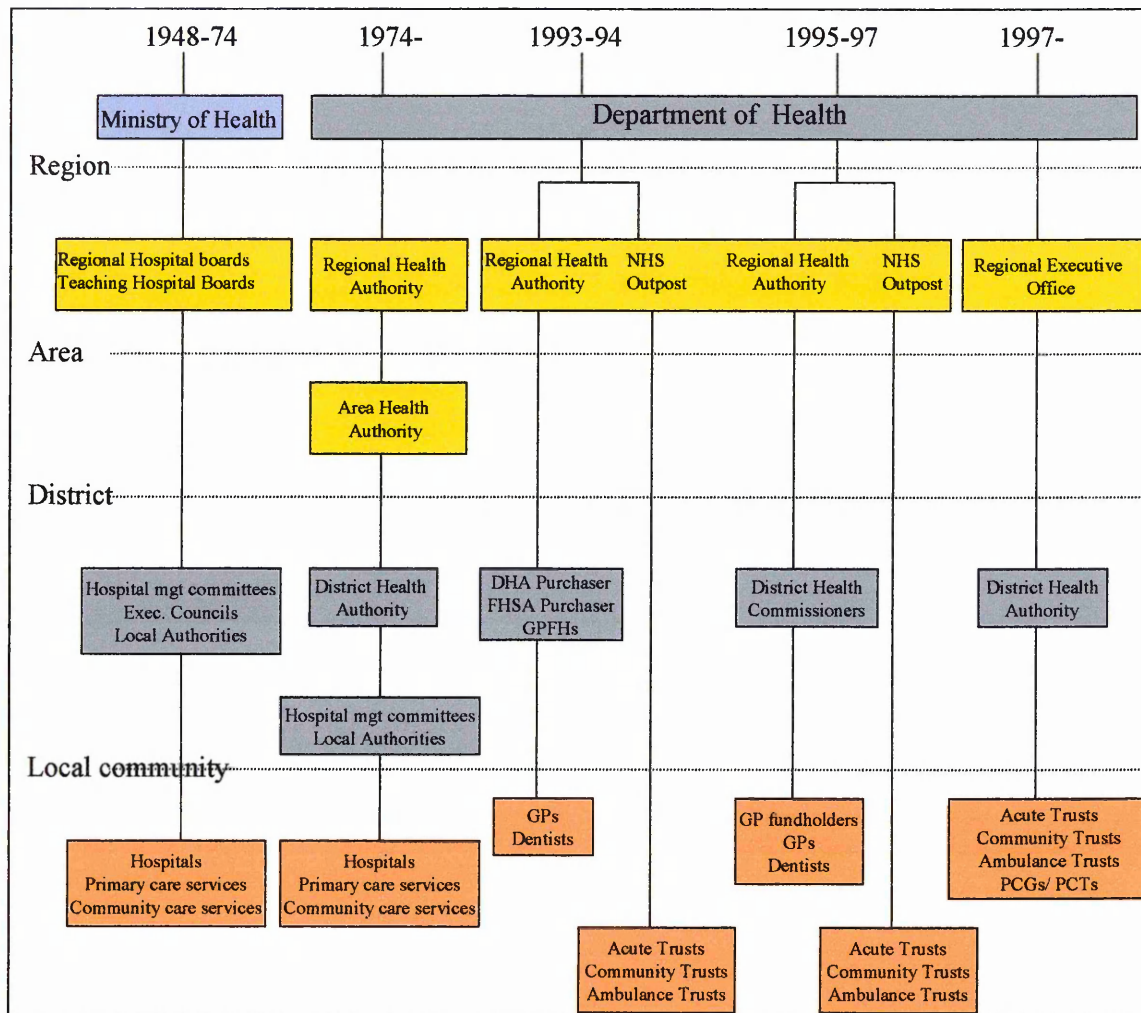 1948-74
1974-
1993-94
1995-97
1997-
Ministry of Health
Department of Health
Region
Regional Hospital boards
Teaching Hospital Boards
Regional Health
Authority
Regional Health
Authority
NHS
Outpost
Regional Health
Authority
NHS
Outpost
Regional Executive
Office
Area
Area Health
Authority
District
Hospital mgt committees
Exec. Councils
Local Authorities
District Health
Authority
DHA Purchaser
FHSA Purchaser
GPFHs
District Health
Commissioners
District Health
Authority
Hospital mgt committees
Local Authorities
Local community
Hospitals
Primary care services
Community care services
Hospitals
Primary care services
Community care services
GPs
Dentists
GP fundholders
GPs
Dentists
Acute Trusts
Community Trusts
Ambulance Trusts
PCGs/ PCTs
Acute Trusts
Community Trusts
Ambulance Trusts
Acute Trusts
Community Trusts
Ambulance Trusts